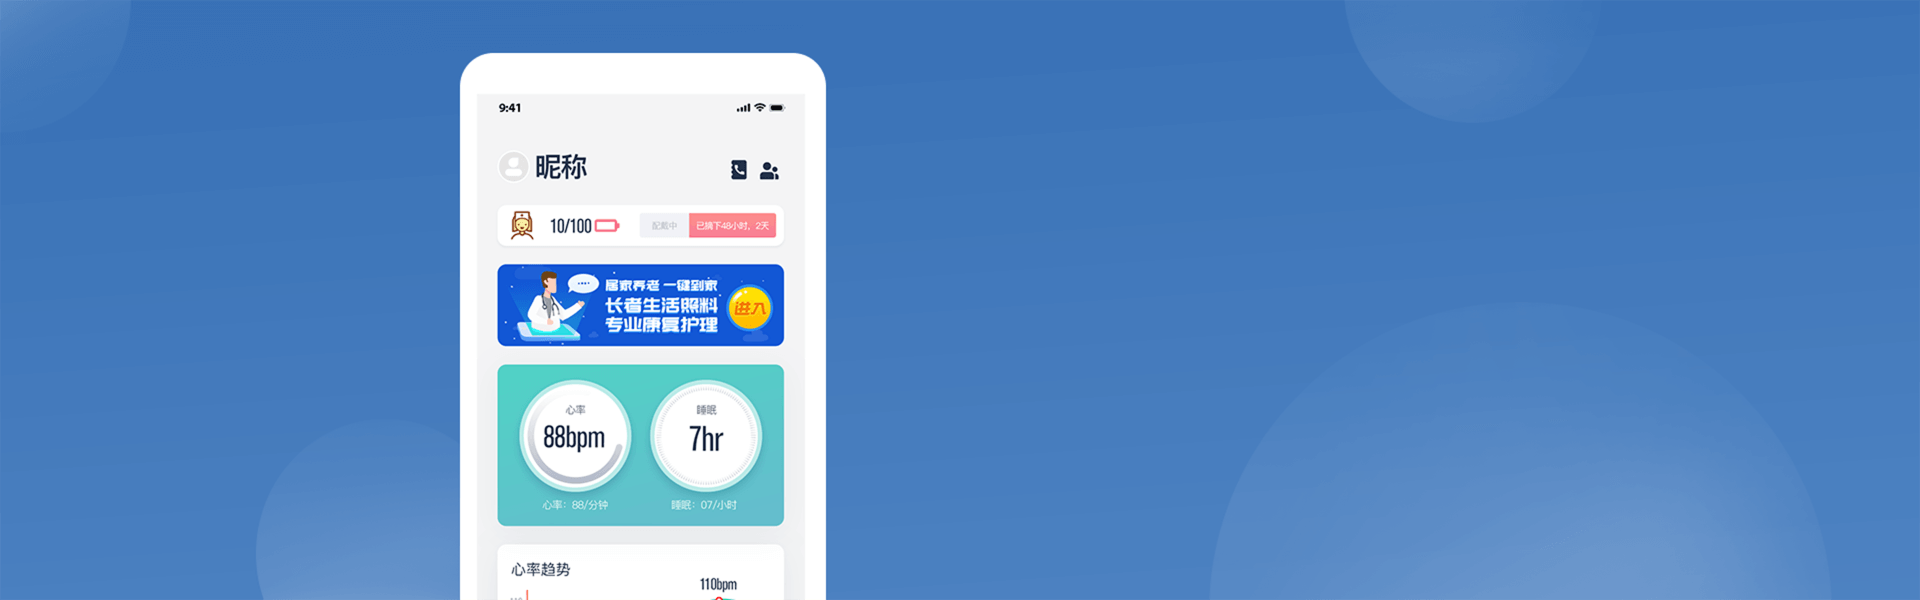 9:41
昵称
10/100
配戴中
已摘下48小时，2天
居家养老 一键到家
长者生活照料
专业康复护理
进入
心率
88bpm
睡眠
7hr
心率：88/分钟
睡眠：07/小时
心率趋势
110bpm